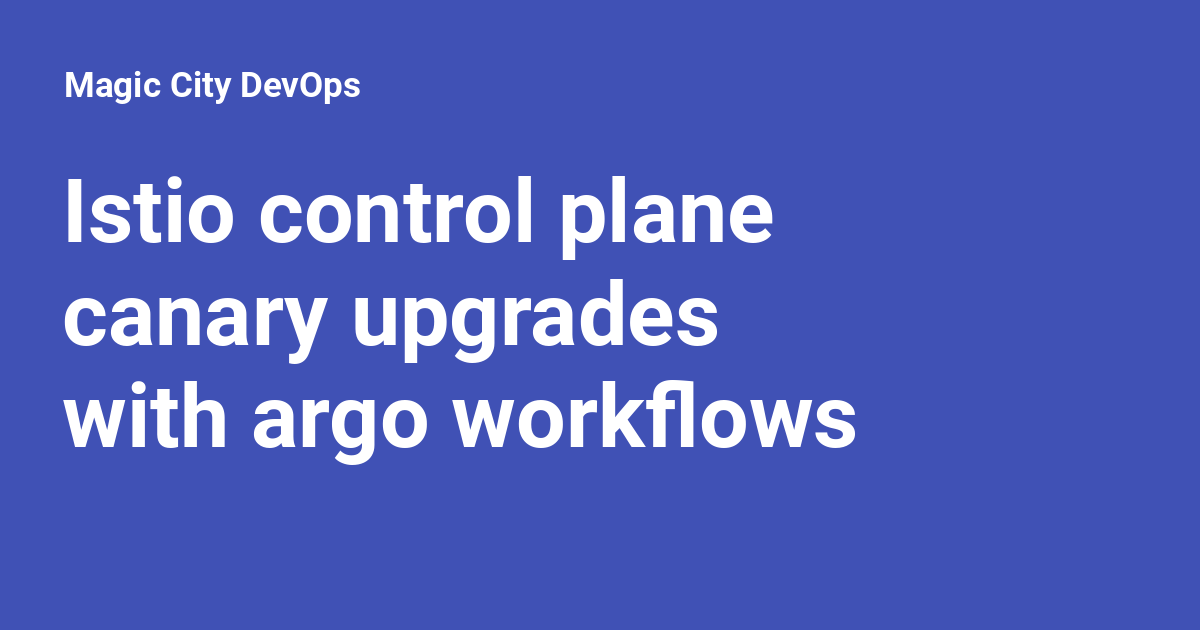 Magic City DevOps
Istio control plane
canary upgrades
with argo workflows